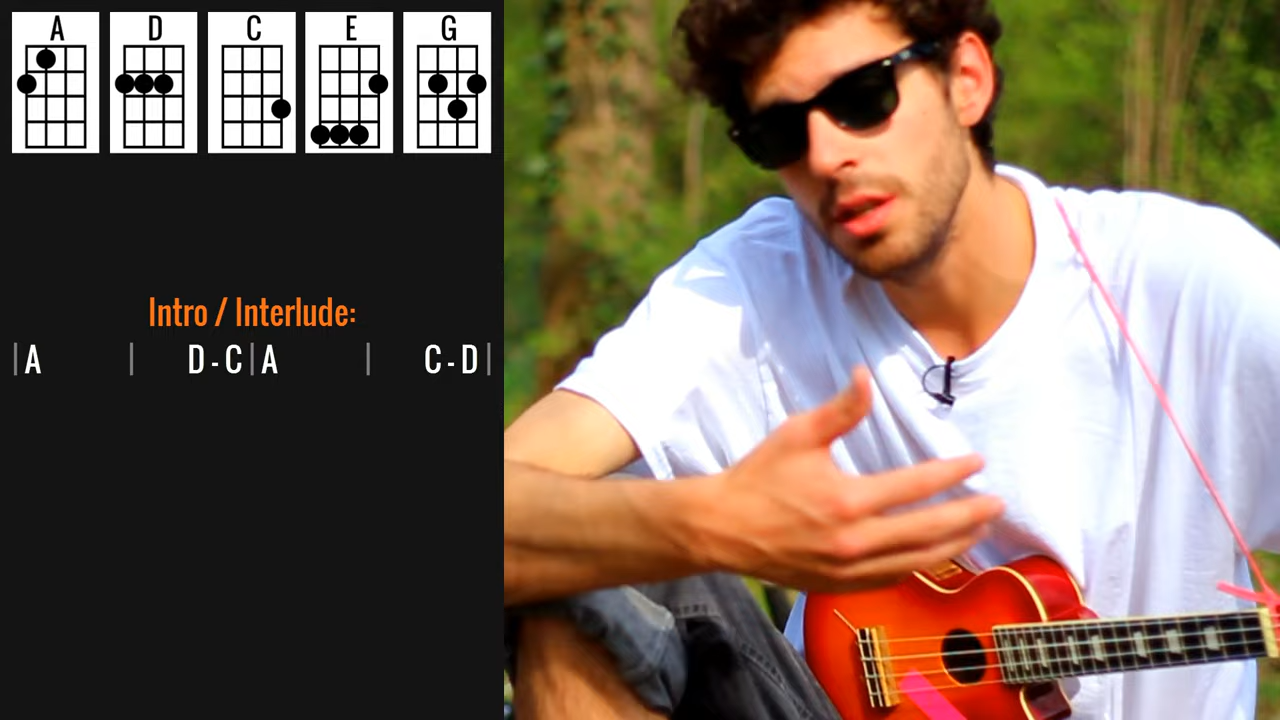 A D C E G
Intro / Interlude:
|A | D-C|A | C-D|